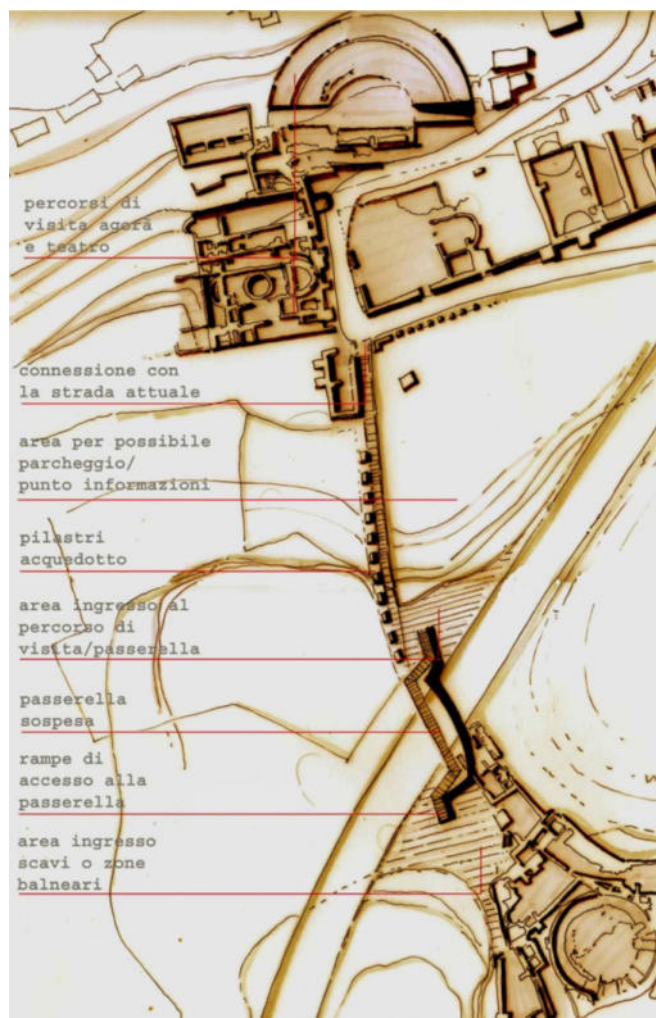 percorsi di
visita agorà
e teatro
connessione con
la strada attuale
area per possibile
parcheggio/
punto informazioni
pilastri
acquedotto
area ingresso al
percorso di
visita/passerella
passerella
sospesa
rampe di
accesso alla
passerella
area ingresso
scavi o zone
balneari